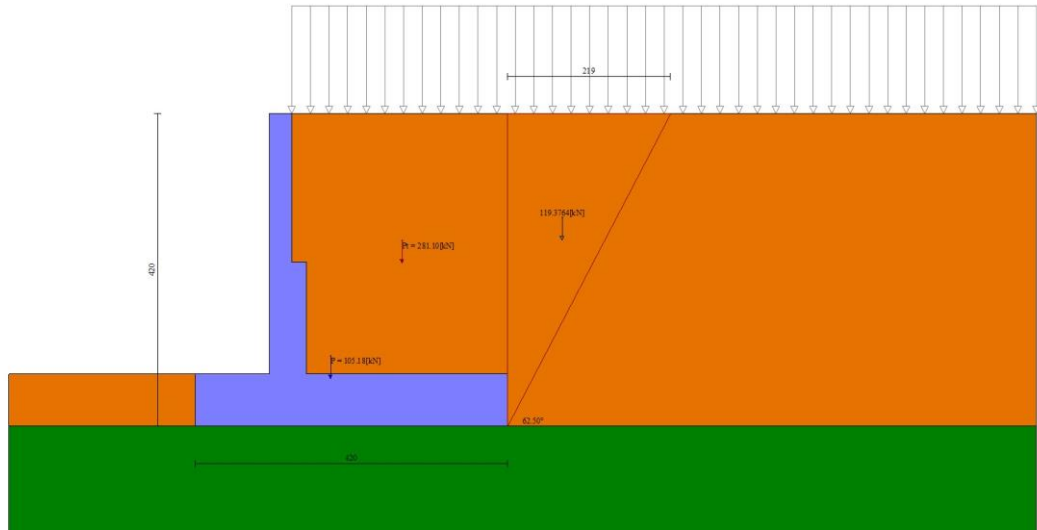 219
119.3764[kN]
Pt = 281.10[kN]
420
P = 105.18[kN]
62.50°
420